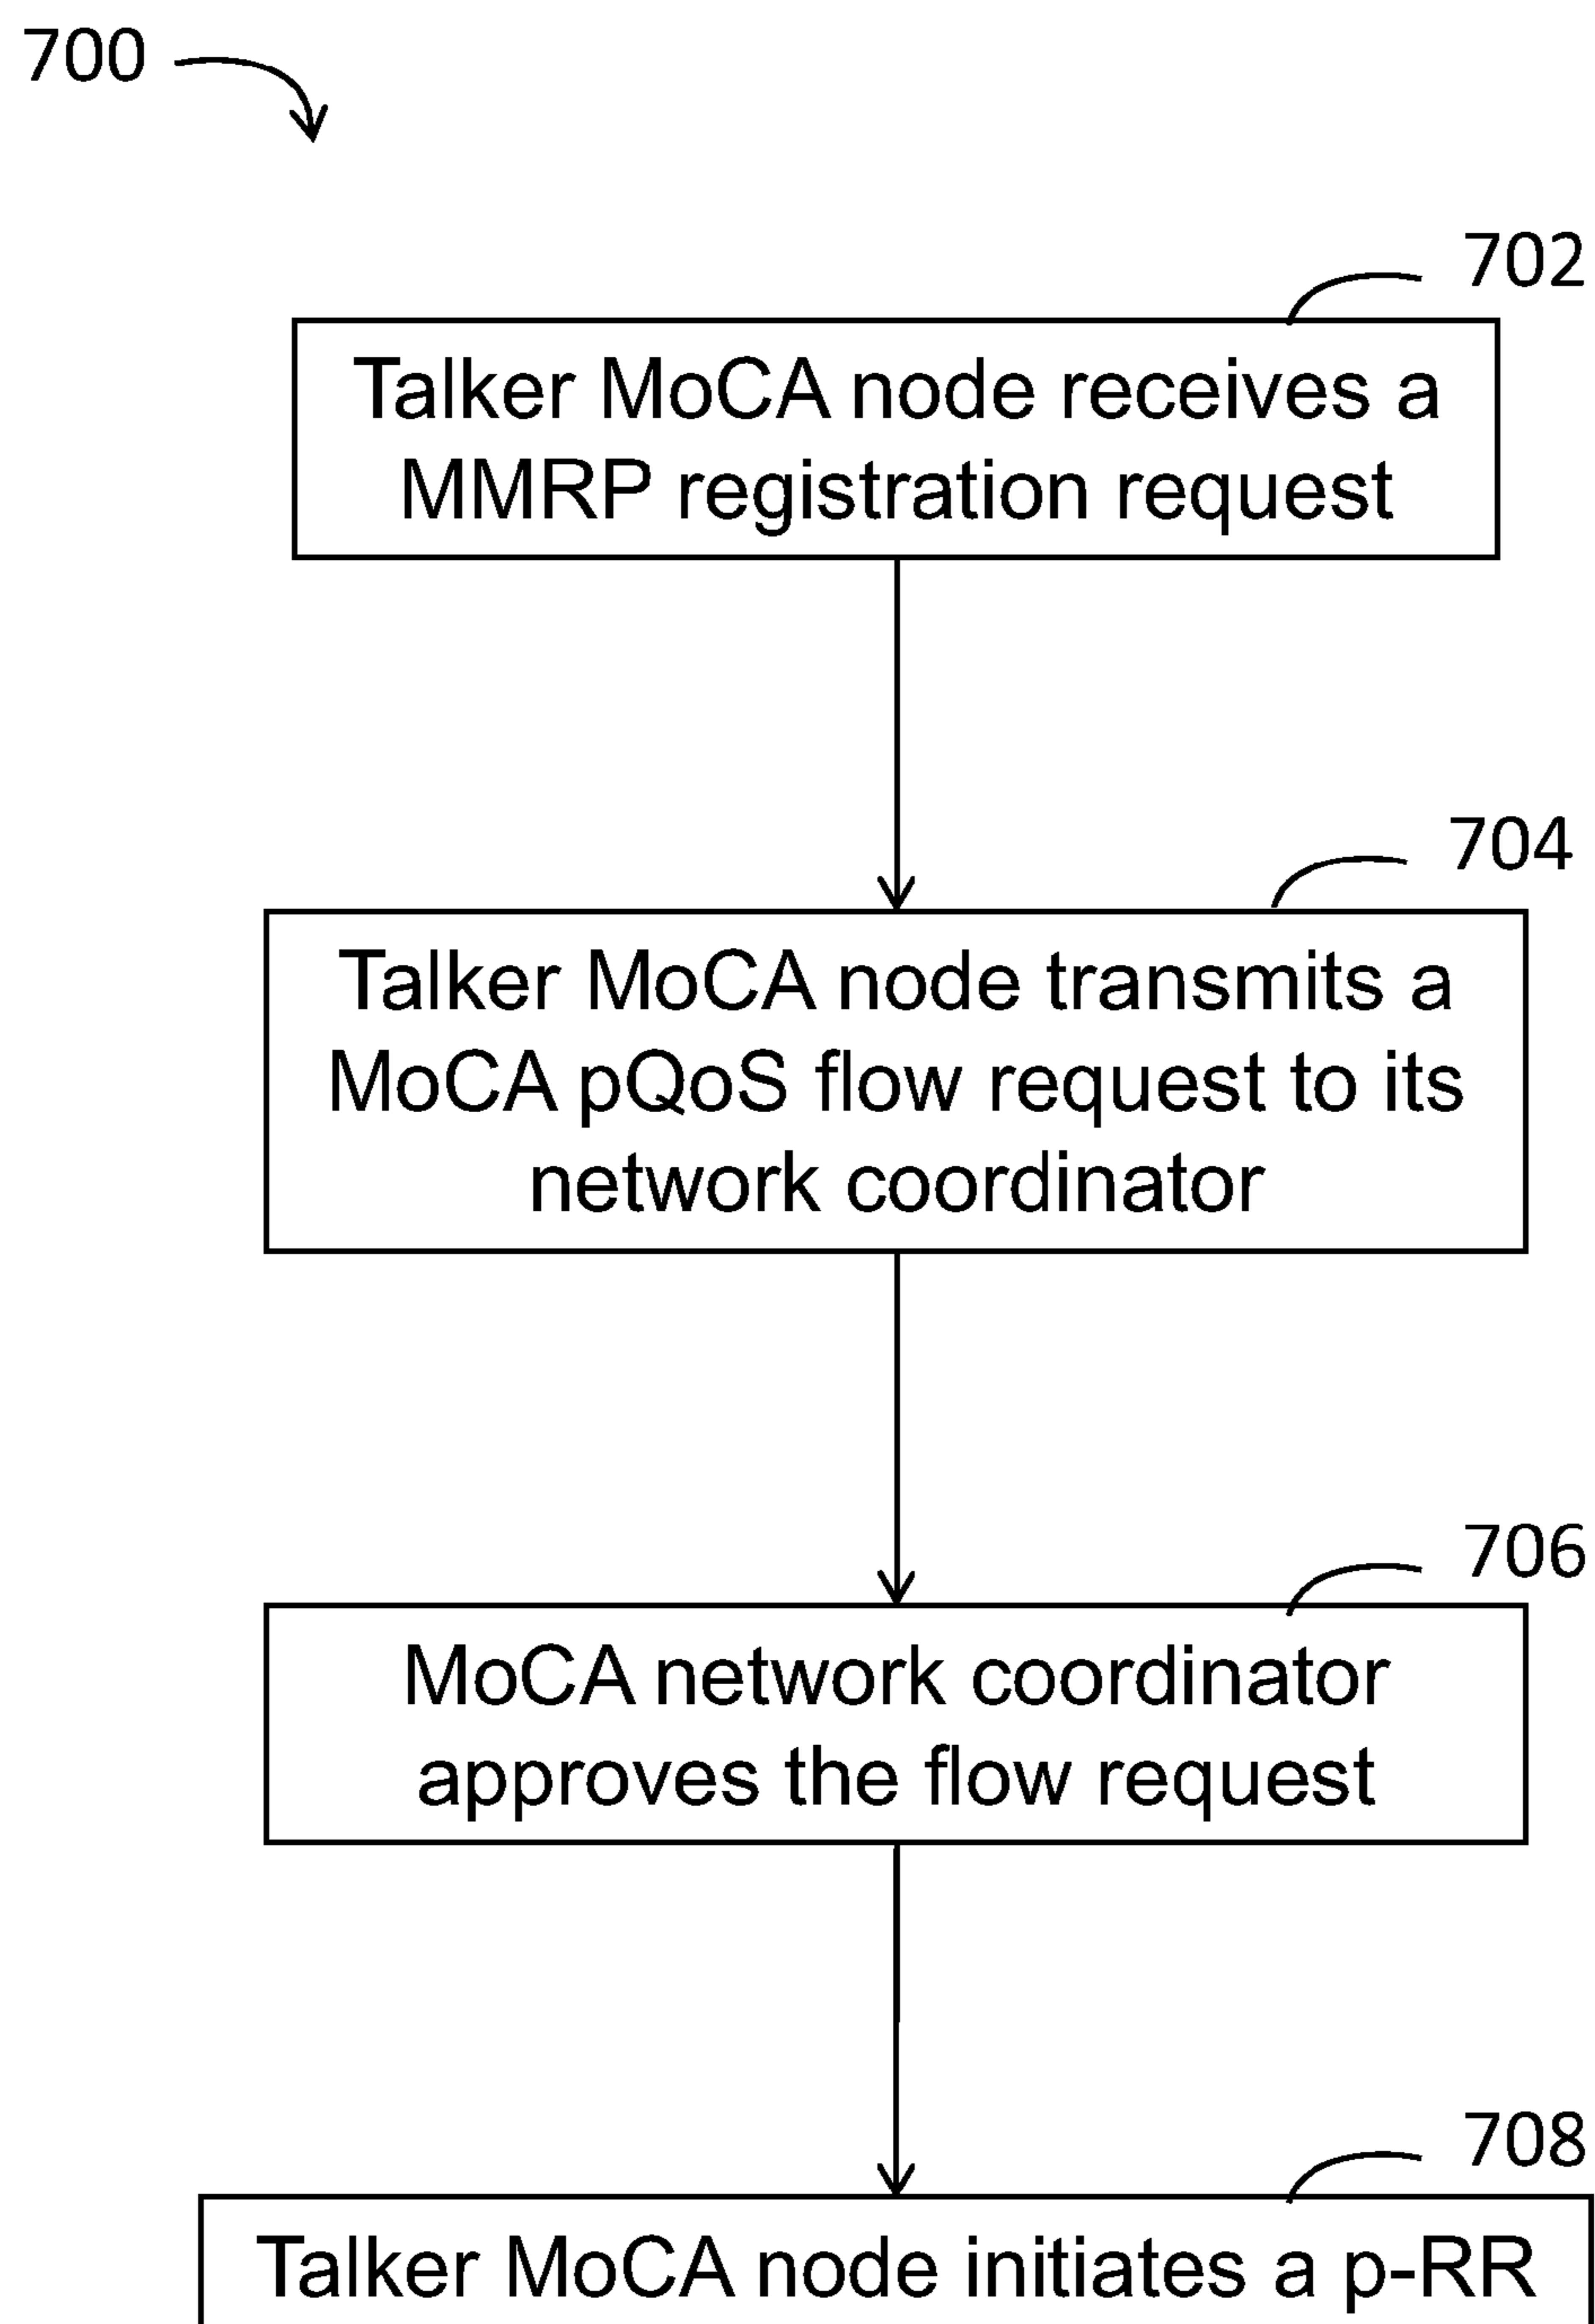 700
702
Talker MoCA node receives a
MMRP registration request
704
Talker MoCA node transmits a
MoCA pQoS flow request to its
network coordinator
706
MoCA network coordinator
approves the flow request
708
Talker MoCA node initiates a p-RR